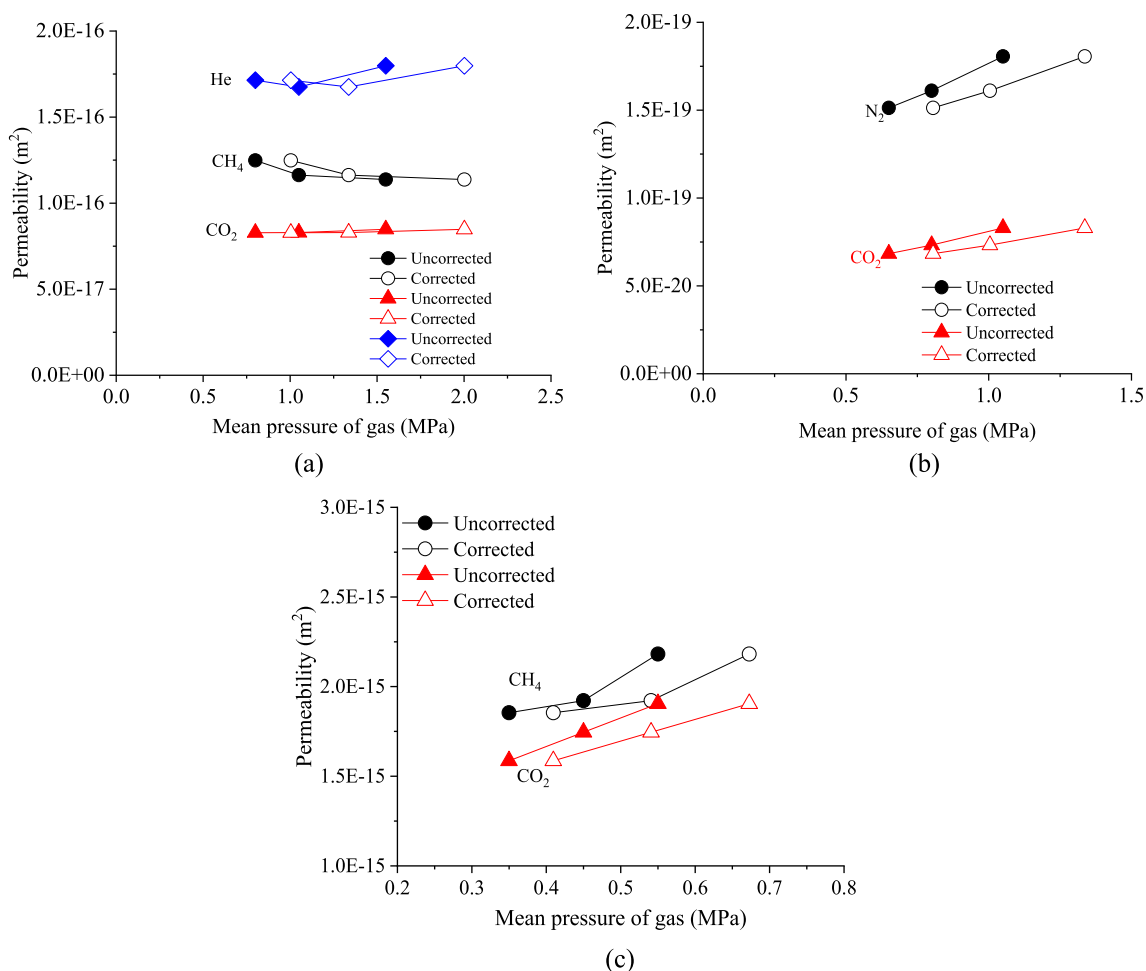 2.0E-16
1.5E-16
1.0E-16
5.0E-17
0.0E+00
Permeability (m²)
He
CH₄
CO₂
Uncorrected
Corrected
Uncorrected
Corrected
Uncorrected
Corrected
0.0 0.5 1.0 1.5 2.0 2.5
Mean pressure of gas (MPa)
(a)
2.0E-19
1.5E-19
1.0E-19
5.0E-20
0.0E+00
Permeability (m²)
N₂
CO₂
Uncorrected
Corrected
Uncorrected
Corrected
0.0 0.5 1.0 1.5
Mean pressure of gas (MPa)
(b)
3.0E-15
2.5E-15
2.0E-15
1.5E-15
1.0E-15
Permeability (m²)
Uncorrected
Corrected
Uncorrected
Corrected
CH₄
CO₂
0.2 0.3 0.4 0.5 0.6 0.7 0.8
Mean pressure of gas (MPa)
(c)